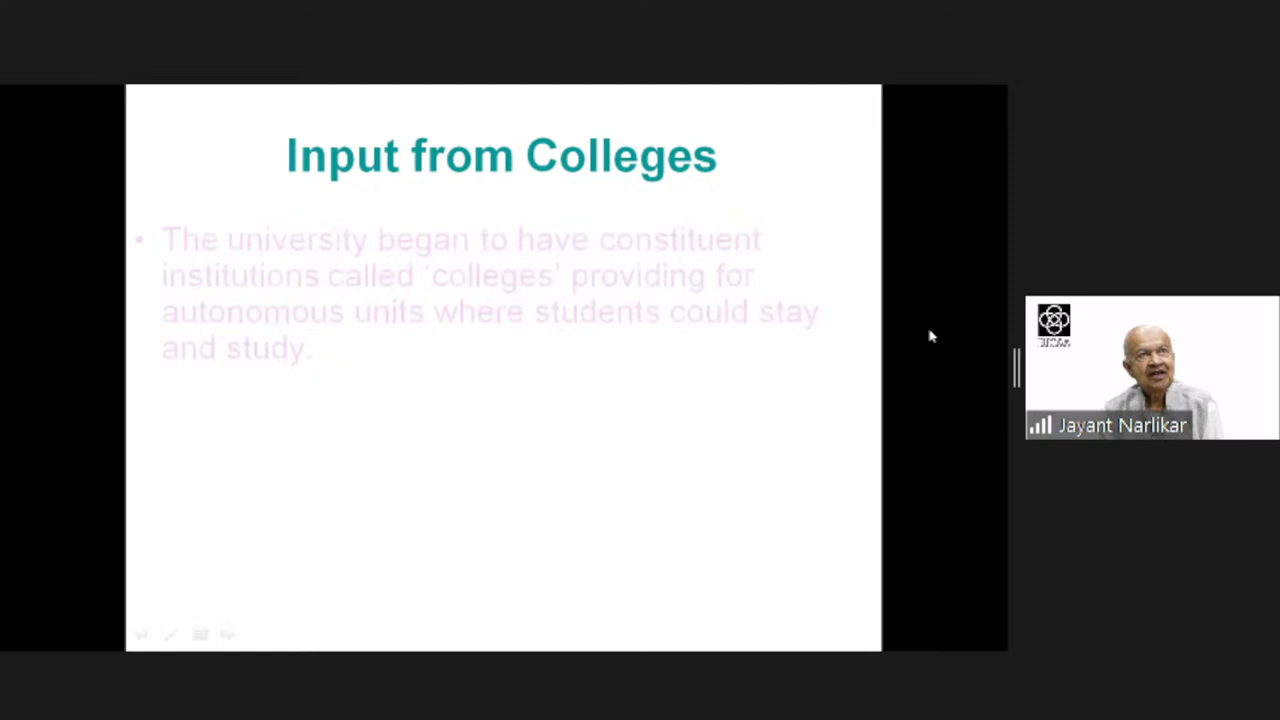 Input from Colleges
• The university began to have constituent
institutions called ‘colleges’ providing for
autonomous units where students could stay
and study.
Jayant Narlikar